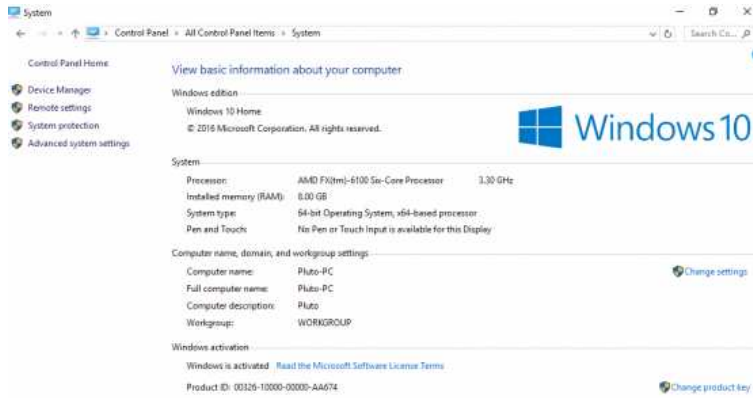 System
Control Panel > All Control Panel Items > System
Search Co...
Control Panel Home
Device Manager
Remote settings
System protection
Advanced system settings
View basic information about your computer
Windows edition
Windows 10 Home
© 2016 Microsoft Corporation. All rights reserved.
Windows 10
System
Processor: AMD FX(tm)-6100 Six-Core Processor 3.30 GHz
Installed memory (RAM): 8.00 GB
System type: 64-bit Operating System, x64-based processor
Pen and Touch: No Pen or Touch Input is available for this Display
Computer name, domain, and workgroup settings
Computer name: Pluto-PC
Change settings
Full computer name: Pluto-PC
Computer description: Pluto
Workgroup: WORKGROUP
Windows activation
Windows is activated Read the Microsoft Software License Terms
Product ID: 00326-10000-00000-AA674
Change product key